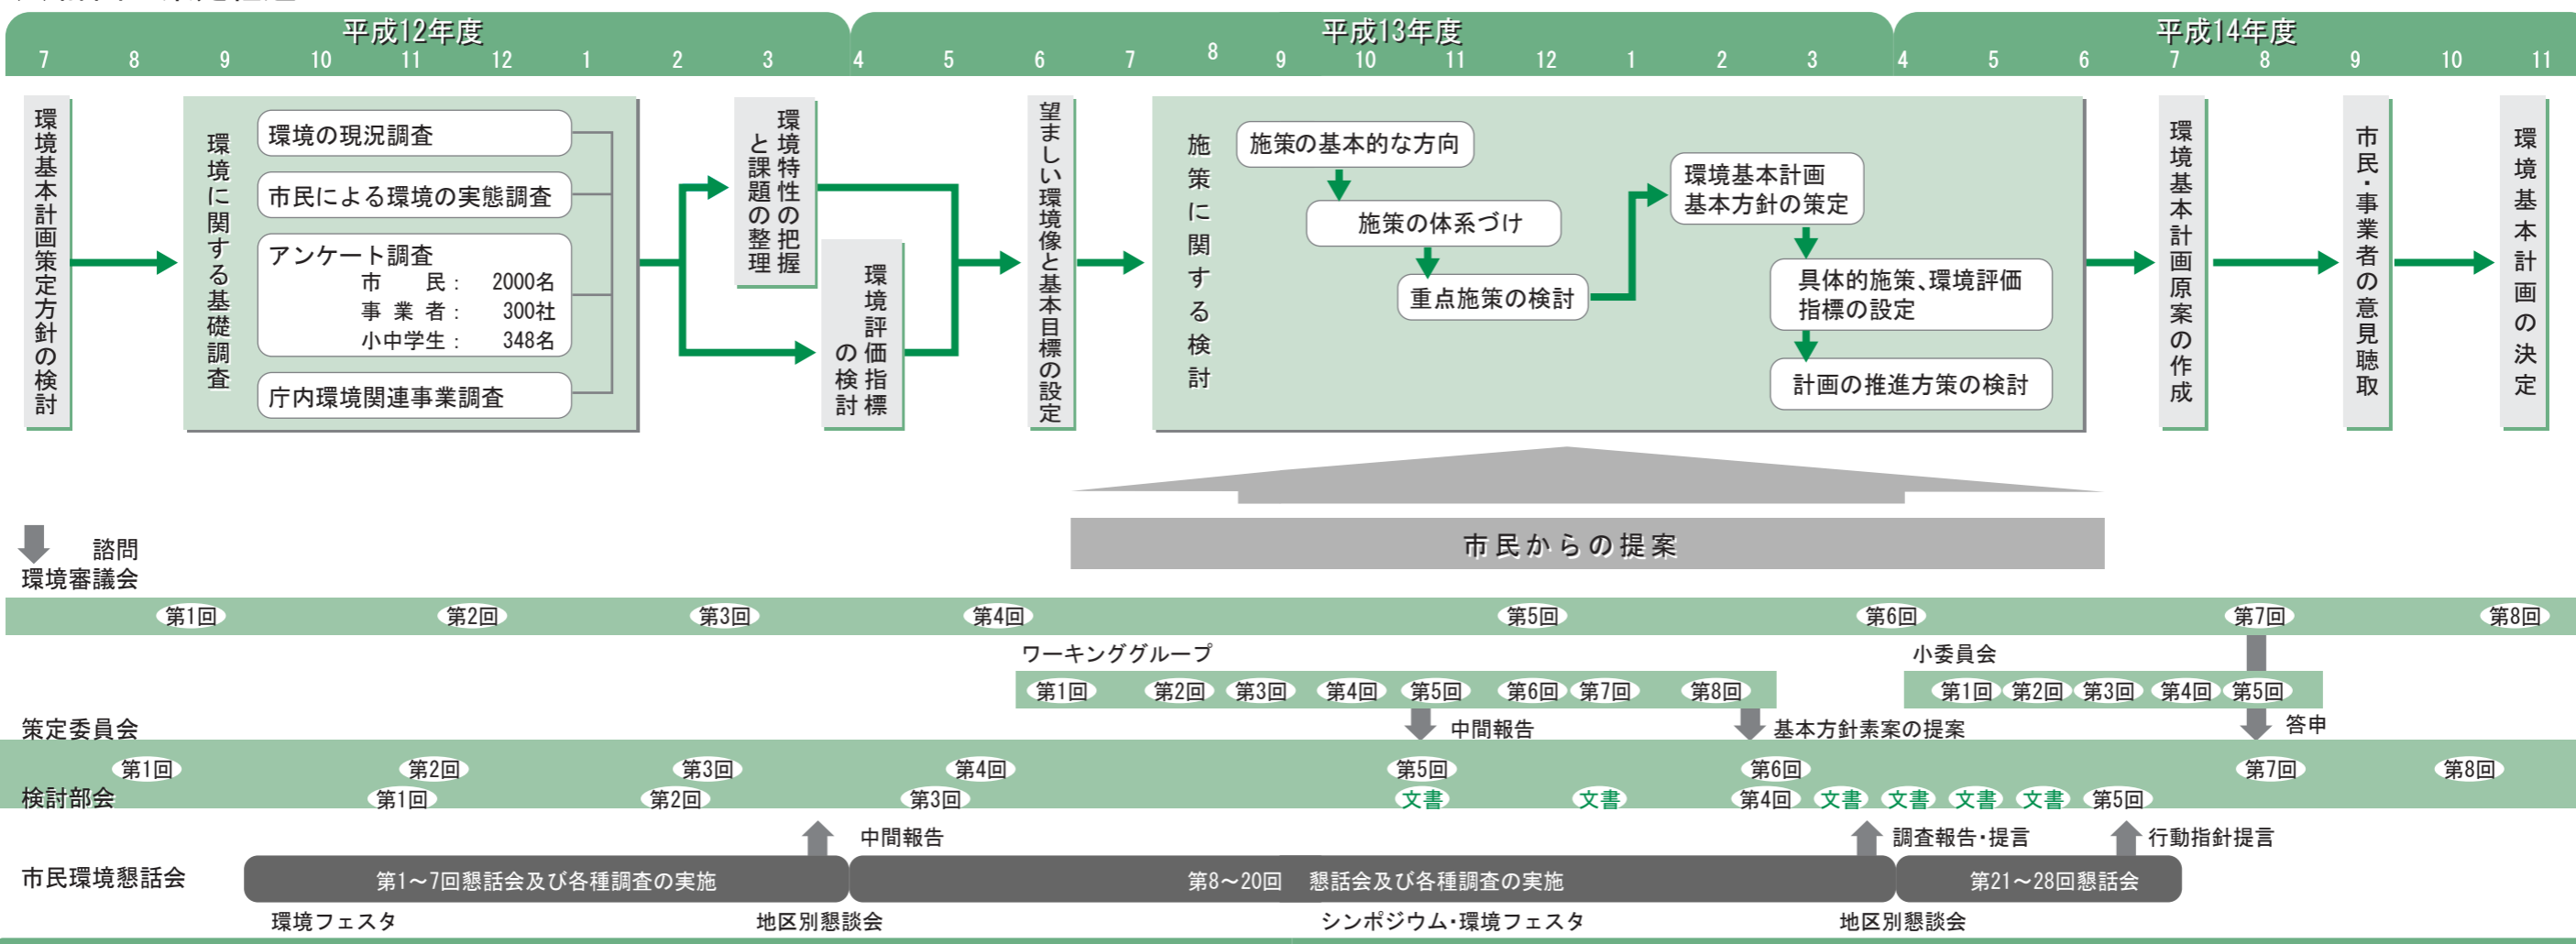 平成12年度
平成13年度
平成14年度
7 8 9 10 11 12 1 2 3 4 5 6 7 8 9 10 11 12 1 2 3 4 5 6 7 8 9 10 11
環境基本計画策定方針の検討
環境に関する基礎調査
環境の現況調査
市民による環境の実態調査
アンケート調査
市民： 2000名
事業者： 300社
小中学生： 348名
庁内環境関連事業調査
環境特性の把握
と課題の整理
環境評価指標
の検討
望ましい環境像と基本目標の設定
施策に関する検討
施策の基本的な方向
施策の体系づけ
重点施策の検討
環境基本計画
基本方針の策定
具体的施策、環境評価
指標の設定
計画の推進方策の検討
環境基本計画原案の作成
市民・事業者の意見聴取
環境基本計画の決定
市民からの提案
諮問
環境審議会
第1回 第2回 第3回 第4回 第5回 第6回 第7回 第8回
ワーキンググループ
小委員会
第1回 第2回 第3回 第4回 第5回 第6回 第7回 第8回
第1回 第2回 第3回 第4回 第5回
策定委員会
中間報告
基本方針素案の提案
答申
第1回 第2回 第3回 第4回 第5回 第6回 第7回 第8回
検討部会
第1回 第2回 第3回 文書 文書 第4回 文書 文書 文書 文書 第5回
中間報告
調査報告・提言
行動指針提言
市民環境懇話会
第1～7回懇話会及び各種調査の実施
第8～20回 懇話会及び各種調査の実施
第21～28回懇話会
環境フェスタ
地区別懇談会
シンポジウム・環境フェスタ
地区別懇談会